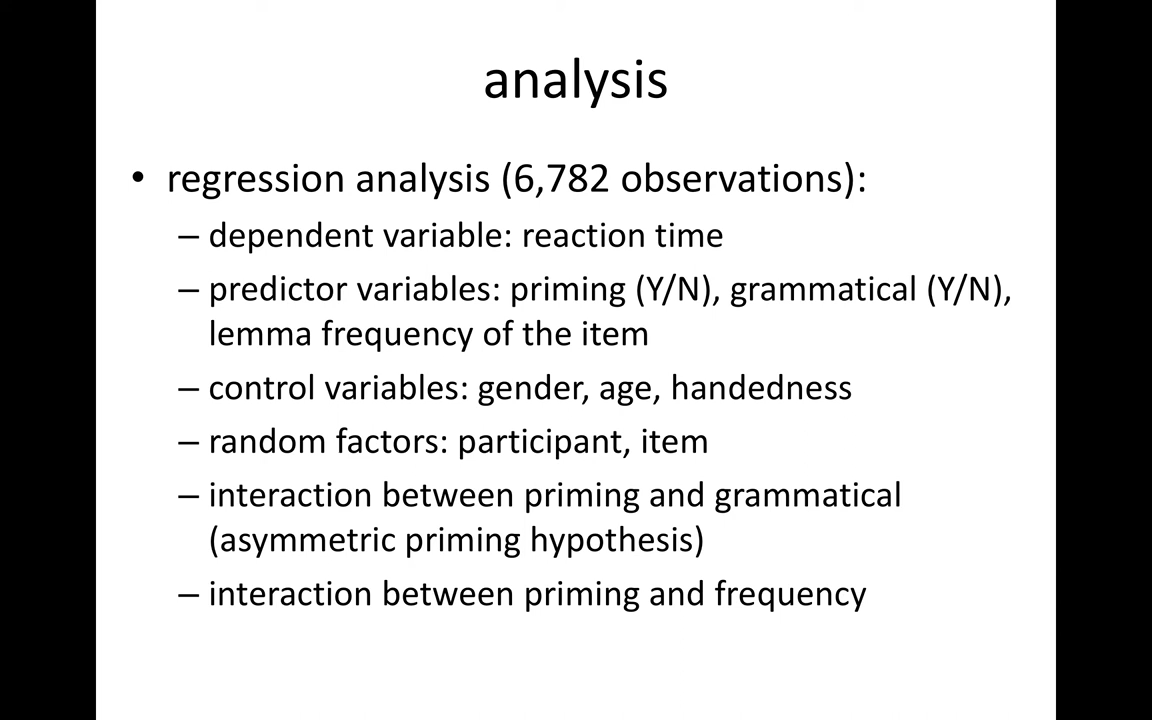 analysis
• regression analysis (6,782 observations):
– dependent variable: reaction time
– predictor variables: priming (Y/N), grammatical (Y/N),
lemma frequency of the item
– control variables: gender, age, handedness
– random factors: participant, item
– interaction between priming and grammatical
(asymmetric priming hypothesis)
– interaction between priming and frequency